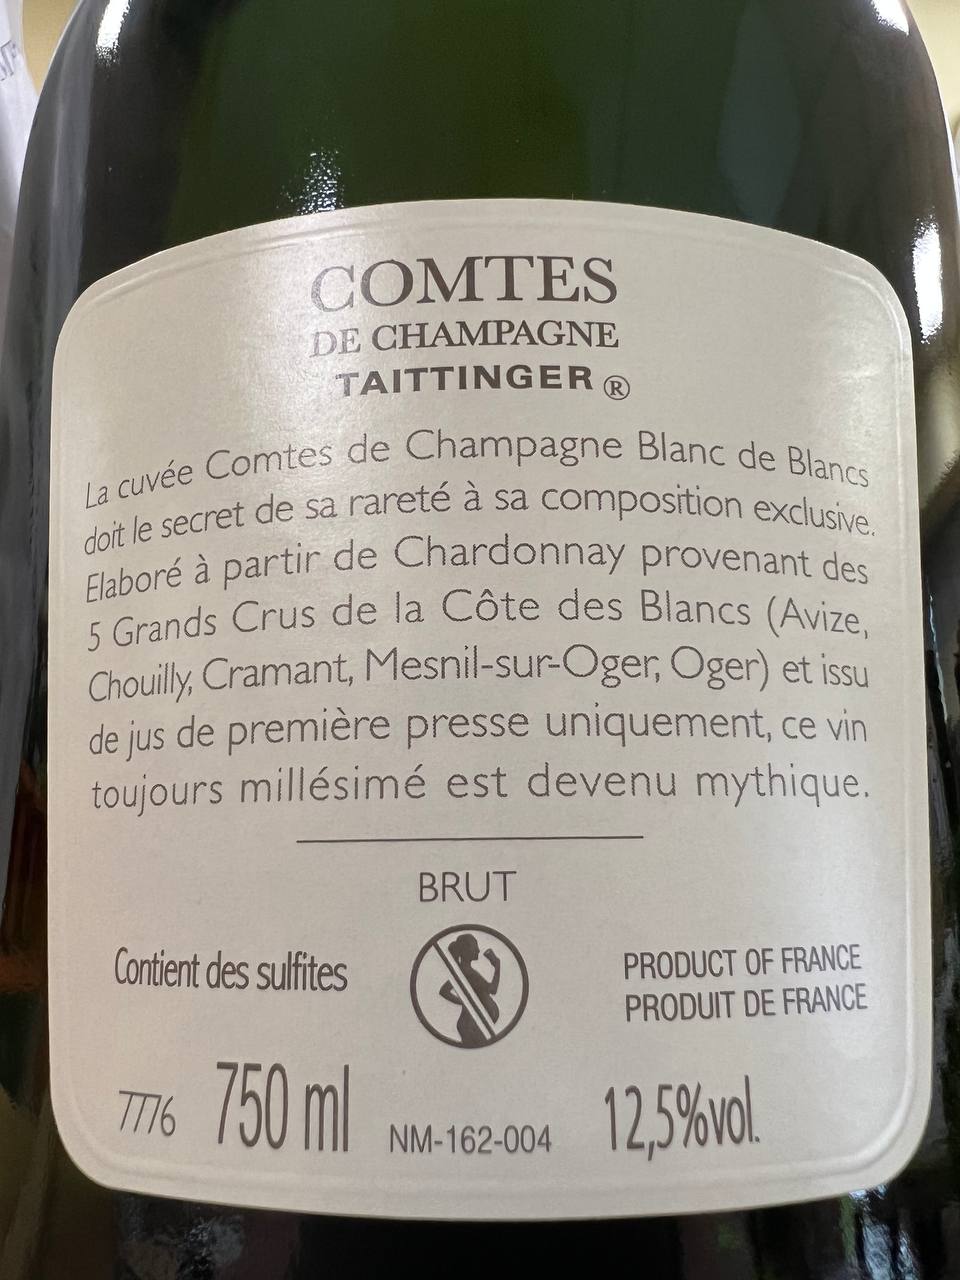 COMTES
DE CHAMPAGNE
TAITTINGER ®
La cuvée Comtes de Champagne Blanc de Blancs
doit le secret de sa rareté à sa composition exclusive.
Elaboré à partir de Chardonnay provenant des
5 Grands Crus de la Côte des Blancs (Avize,
Chouilly, Cramant, Mesnil-sur-Oger, Oger) et issu
de jus de première presse uniquement, ce vin
toujours millésimé est devenu mythique.
BRUT
Contient des sulfites
PRODUCT OF FRANCE
PRODUIT DE FRANCE
7776 750 ml NM-162-004 12,5%vol.